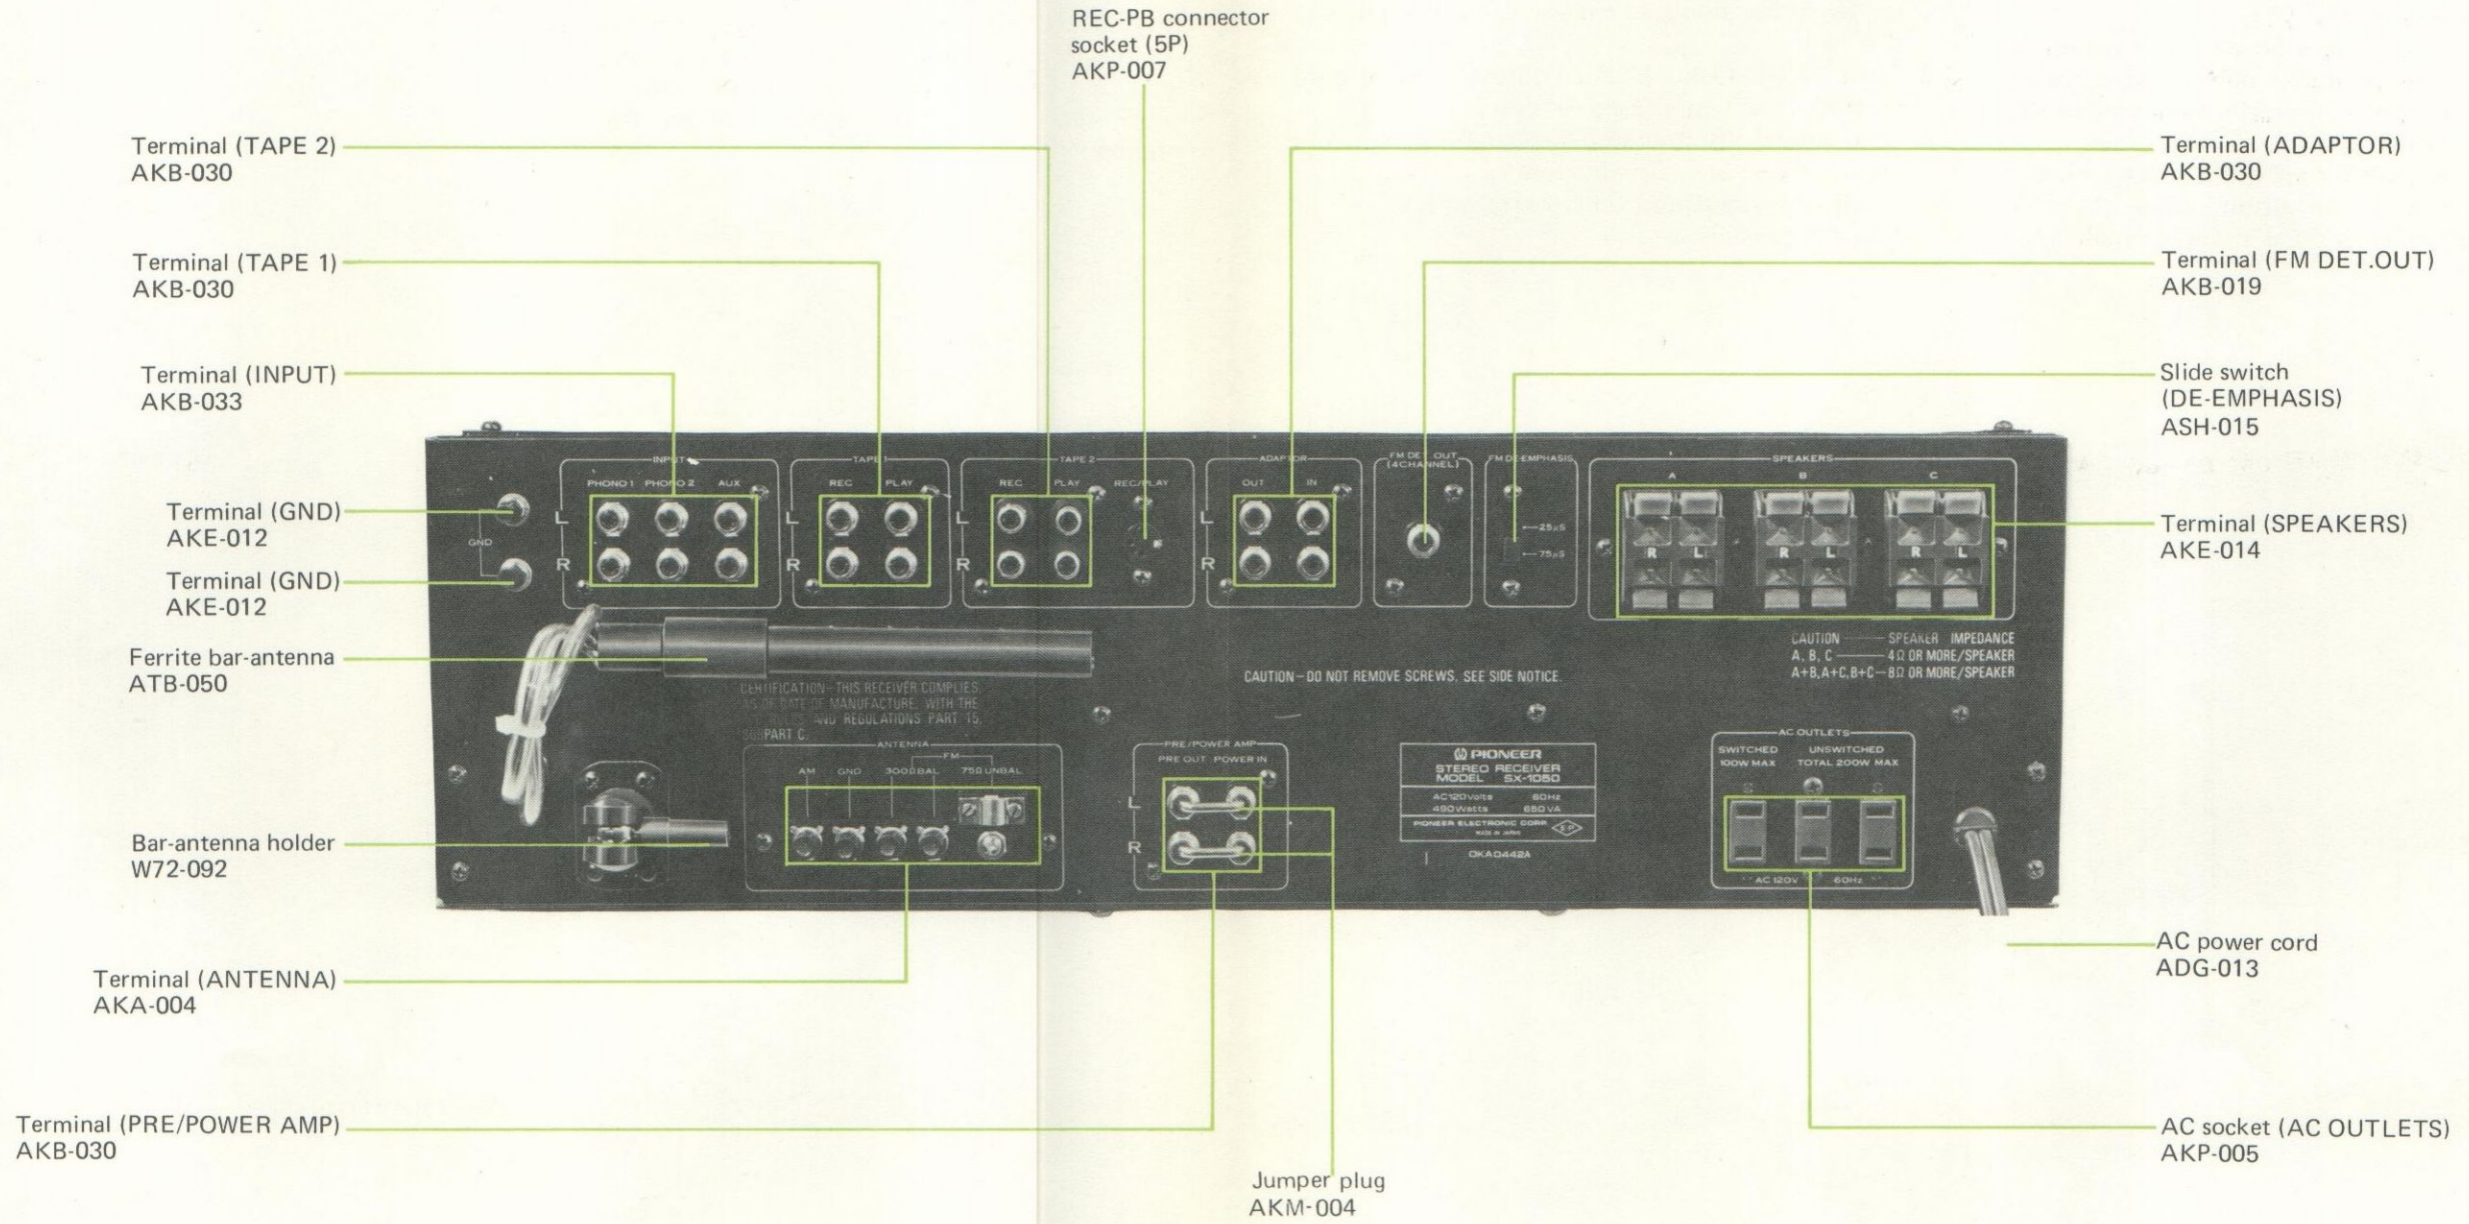 REC-PB connector
socket (5P)
AKP-007
Terminal (TAPE 2)
AKB-030
Terminal (TAPE 1)
AKB-030
Terminal (INPUT)
AKB-033
Terminal (GND)
AKE-012
Terminal (GND)
AKE-012
Ferrite bar-antenna
ATB-050
Bar-antenna holder
W72-092
Terminal (ANTENNA)
AKA-004
Terminal (PRE/POWER AMP)
AKB-030
Terminal (ADAPTOR)
AKB-030
Terminal (FM DET.OUT)
AKB-019
Slide switch
(DE-EMPHASIS)
ASH-015
Terminal (SPEAKERS)
AKE-014
AC power cord
ADG-013
AC socket (AC OUTLETS)
AKP-005
Jumper plug
AKM-004
INPUT
PHONO 1 PHONO 2 AUX
L
R
GND
TAPE 1
REC PLAY
L
R
TAPE 2
REC PLAY REC/PLAY
L
R
ADAPTOR
OUT IN
L
R
FM DET OUT
(4CHANNEL)
FM DE-EMPHASIS
←25µS
←75µS
SPEAKERS
A B C
R L R L R L
CAUTION — SPEAKER IMPEDANCE
A, B, C — 4Ω OR MORE/SPEAKER
A+B,A+C,B+C—8Ω OR MORE/SPEAKER
CAUTION–DO NOT REMOVE SCREWS. SEE SIDE NOTICE.
CERTIFICATION–THIS RECEIVER COMPLIES,
AS OF DATE OF MANUFACTURE, WITH THE
AND REGULATIONS PART 15,
SUBPART C.
ANTENNA
FM
AM GND 300ΩBAL 75ΩUNBAL
PRE/POWER AMP
PRE OUT POWER IN
L
R
PIONEER
STEREO RECEIVER
MODEL SX-1050
AC120Volts 60Hz
490Watts 650VA
PIONEER ELECTRONIC CORP.
MADE IN JAPAN
AC OUTLETS
SWITCHED UNSWITCHED
100W MAX TOTAL 200W MAX
AC 120V 60Hz